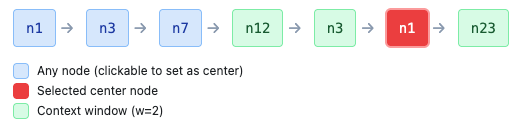 n1 → n3 → n7 → n12 → n3 → n1 → n23
Any node (clickable to set as center)
Selected center node
Context window (w=2)